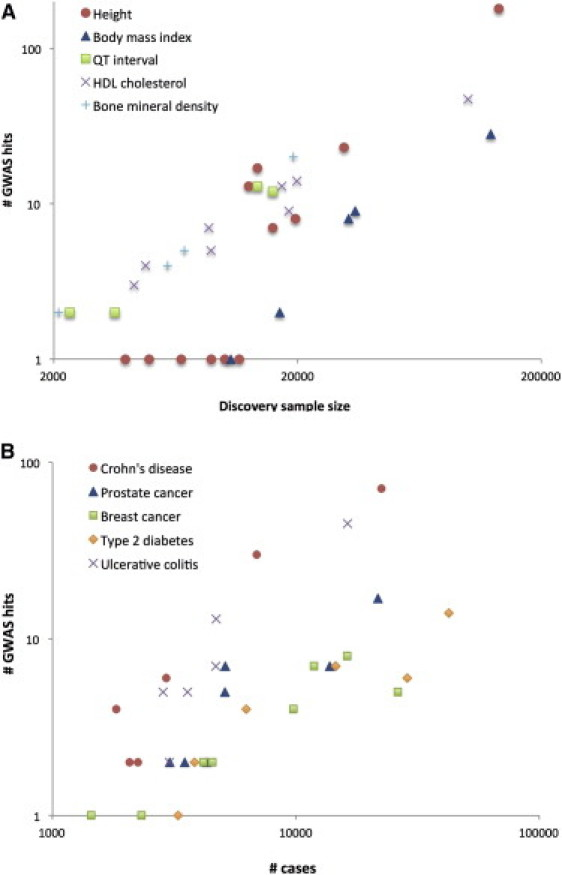 A
Height
Body mass index
QT interval
HDL cholesterol
Bone mineral density
# GWAS hits
100
10
1
2000 20000 200000
Discovery sample size
B
Crohn's disease
Prostate cancer
Breast cancer
Type 2 diabetes
Ulcerative colitis
# GWAS hits
100
10
1
1000 10000 100000
# cases